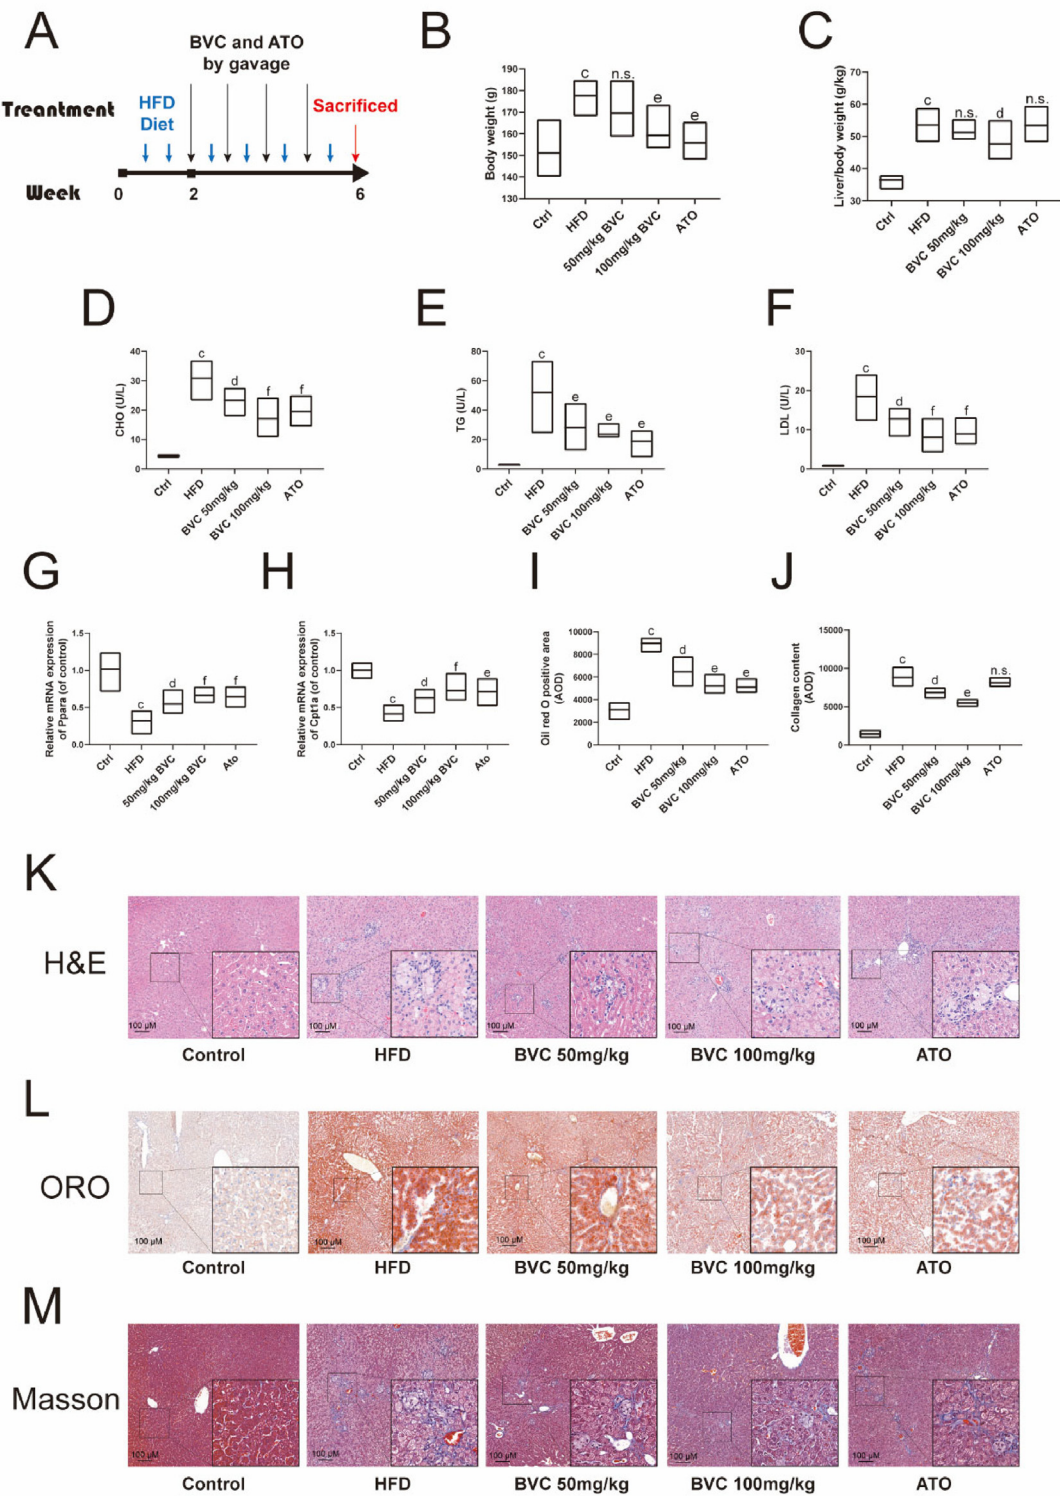 A
BVC and ATO
by gavage
Treantment
HFD
Diet
Sacrificed
Week
0
2
6
B
Body weight (g)
190
180
170
160
150
140
130
c
n.s.
e
e
Ctrl
HFD
50mg/kg BVC
100mg/kg BVC
ATO
C
Liver/body weight (g/kg)
70
60
50
40
30
c
n.s.
d
n.s.
Ctrl
HFD
BVC 50mg/kg
BVC 100mg/kg
ATO
D
CHO (U/L)
40
30
20
10
0
c
d
f
f
Ctrl
HFD
BVC 50mg/kg
BVC 100mg/kg
ATO
E
TG (U/L)
80
60
40
20
0
c
e
e
e
Ctrl
HFD
BVC 50mg/kg
BVC 100mg/kg
ATO
F
LDL (U/L)
30
20
10
0
c
d
f
f
Ctrl
HFD
BVC 50mg/kg
BVC 100mg/kg
ATO
G
Relative mRNA expression
of Ppara (of control)
1.5
1.0
0.5
0.0
c
d
f
f
Ctrl
HFD
50mg/kg BVC
100mg/kg BVC
Ato
H
Relative mRNA expression
of Cpt1a (of control)
1.5
1.0
0.5
0.0
c
d
f
e
Ctrl
HFD
50mg/kg BVC
100mg/kg BVC
Ato
I
Oil red O positive area
(AOD)
10000
8000
6000
4000
2000
0
c
d
e
e
Ctrl
HFD
BVC 50mg/kg
BVC 100mg/kg
ATO
J
Collagen content
(AOD)
15000
10000
5000
0
c
d
e
n.s.
Ctrl
HFD
BVC 50mg/kg
BVC 100mg/kg
ATO
K
H&E
100 μM
100 μM
100 μM
100 μM
100 μM
Control
HFD
BVC 50mg/kg
BVC 100mg/kg
ATO
L
ORO
100 μM
100 μM
100 μM
100 μM
100 μM
Control
HFD
BVC 50mg/kg
BVC 100mg/kg
ATO
M
Masson
100 μM
100 μM
100 μM
100 μM
100 μM
Control
HFD
BVC 50mg/kg
BVC 100mg/kg
ATO